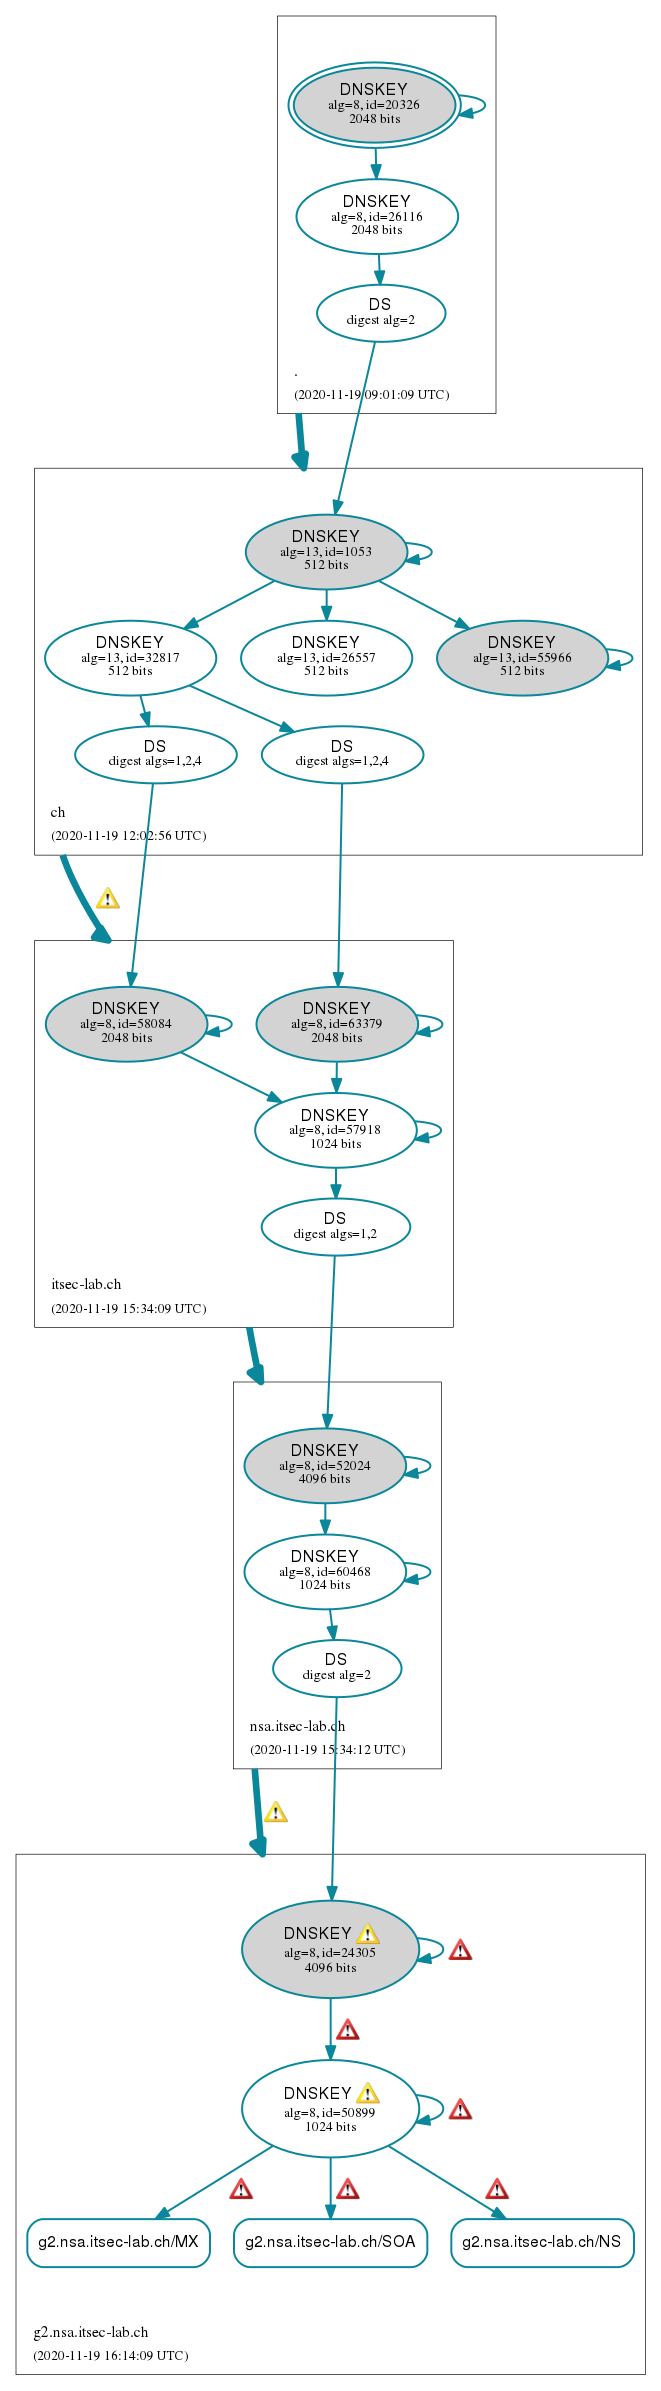 DNSKEY
alg=8, id=20326
2048 bits
DNSKEY
alg=8, id=26116
2048 bits
DS
digest alg=2
.
(2020-11-19 09:01:09 UTC)
DNSKEY
alg=13, id=1053
512 bits
DNSKEY
alg=13, id=32817
512 bits
DNSKEY
alg=13, id=26557
512 bits
DNSKEY
alg=13, id=55966
512 bits
DS
digest algs=1,2,4
DS
digest algs=1,2,4
ch
(2020-11-19 12:02:56 UTC)
DNSKEY
alg=8, id=58084
2048 bits
DNSKEY
alg=8, id=63379
2048 bits
DNSKEY
alg=8, id=57918
1024 bits
DS
digest algs=1,2
itsec-lab.ch
(2020-11-19 15:34:09 UTC)
DNSKEY
alg=8, id=52024
4096 bits
DNSKEY
alg=8, id=60468
1024 bits
DS
digest alg=2
nsa.itsec-lab.ch
(2020-11-19 15:34:12 UTC)
DNSKEY
alg=8, id=24305
4096 bits
DNSKEY
alg=8, id=50899
1024 bits
g2.nsa.itsec-lab.ch/MX
g2.nsa.itsec-lab.ch/SOA
g2.nsa.itsec-lab.ch/NS
g2.nsa.itsec-lab.ch
(2020-11-19 16:14:09 UTC)